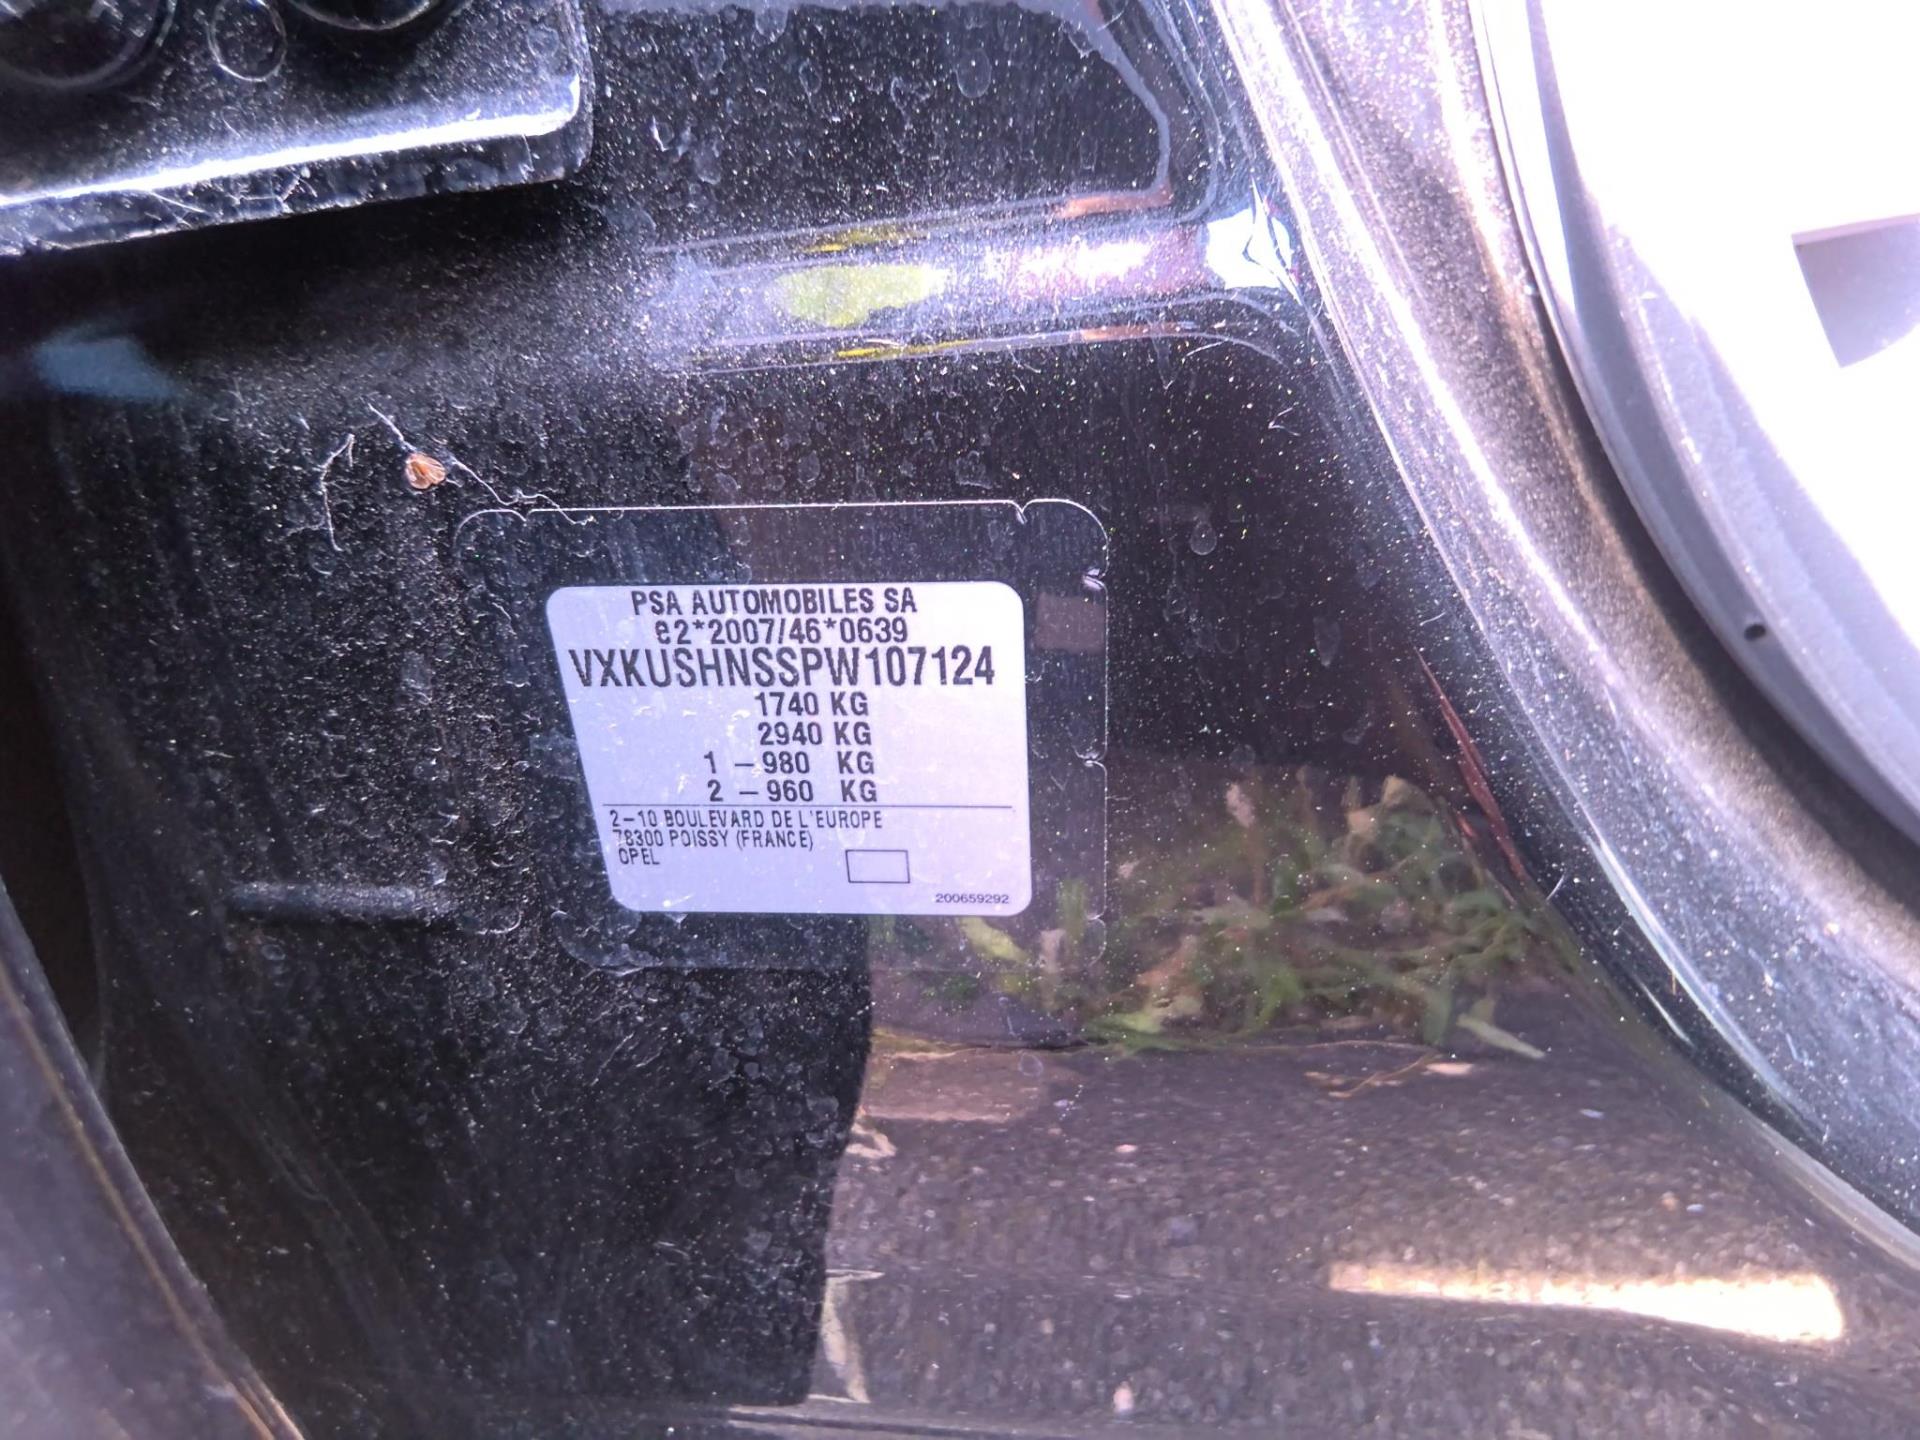 PSA AUTOMOBILES SA
e2*2007/46*0639
VXKUSHNSSPW107124
1740 KG
2940 KG
1 – 980 KG
2 – 960 KG
2-10 BOULEVARD DE L'EUROPE
78300 POISSY (FRANCE)
OPEL
200659292